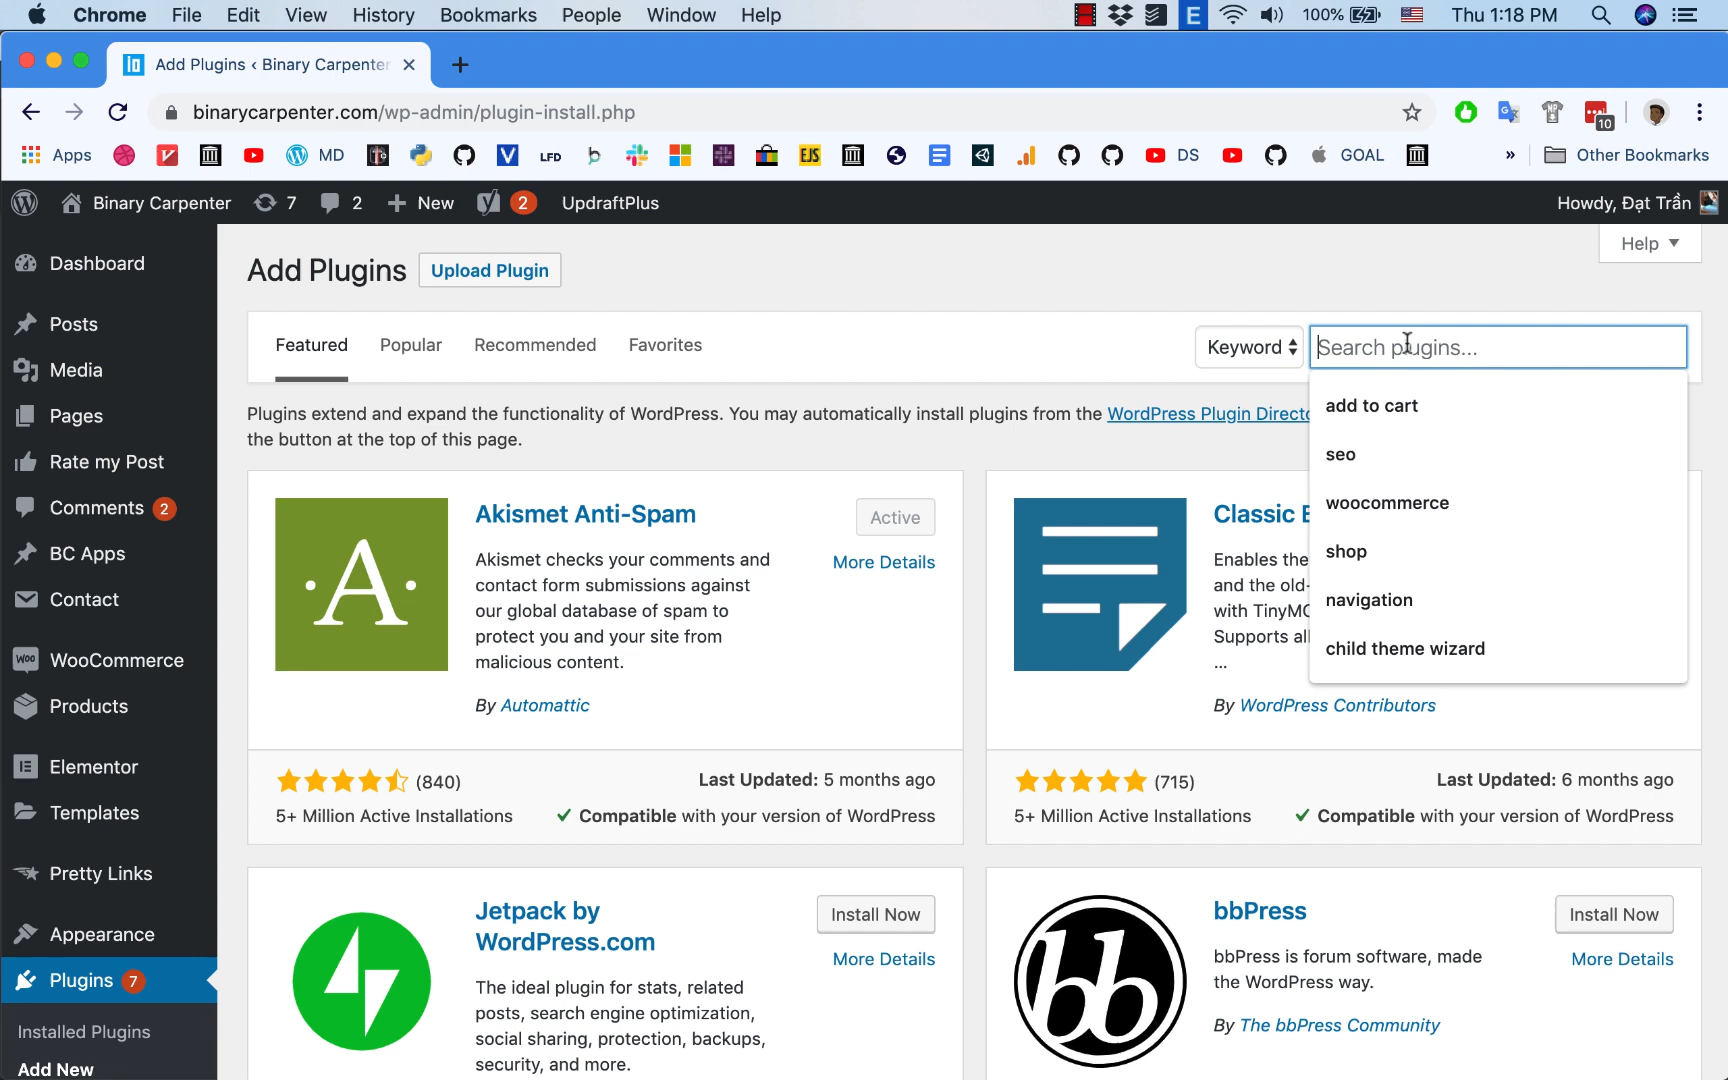 Chrome File Edit View History Bookmarks People Window Help E 100% Thu 1:18 PM
Add Plugins ‹ Binary Carpenter
binarycarpenter.com/wp-admin/plugin-install.php 10
Apps MD V LFD EJS DS GOAL » Other Bookmarks
Binary Carpenter 7 2 New 2 UpdraftPlus Howdy, Đạt Trần
Help
Dashboard
Posts
Media
Pages
Rate my Post
Comments 2
BC Apps
Contact
WooCommerce
Products
Elementor
Templates
Pretty Links
Appearance
Plugins 7
Installed Plugins
Add New
Add Plugins Upload Plugin
Featured Popular Recommended Favorites Keyword Search plugins...
add to cart
seo
woocommerce
shop
navigation
child theme wizard
Plugins extend and expand the functionality of WordPress. You may automatically install plugins from the WordPress Plugin Directo
the button at the top of this page.
Akismet Anti-Spam
Active
More Details
Akismet checks your comments and
contact form submissions against
our global database of spam to
protect you and your site from
malicious content.
By Automattic
(840)
Last Updated: 5 months ago
5+ Million Active Installations
Compatible with your version of WordPress
Classic E
Enables the
and the old-
with TinyMC
Supports all
...
By WordPress Contributors
(715)
Last Updated: 6 months ago
5+ Million Active Installations
Compatible with your version of WordPress
Jetpack by
WordPress.com
Install Now
More Details
The ideal plugin for stats, related
posts, search engine optimization,
social sharing, protection, backups,
security, and more.
bb
bbPress
Install Now
More Details
bbPress is forum software, made
the WordPress way.
By The bbPress Community